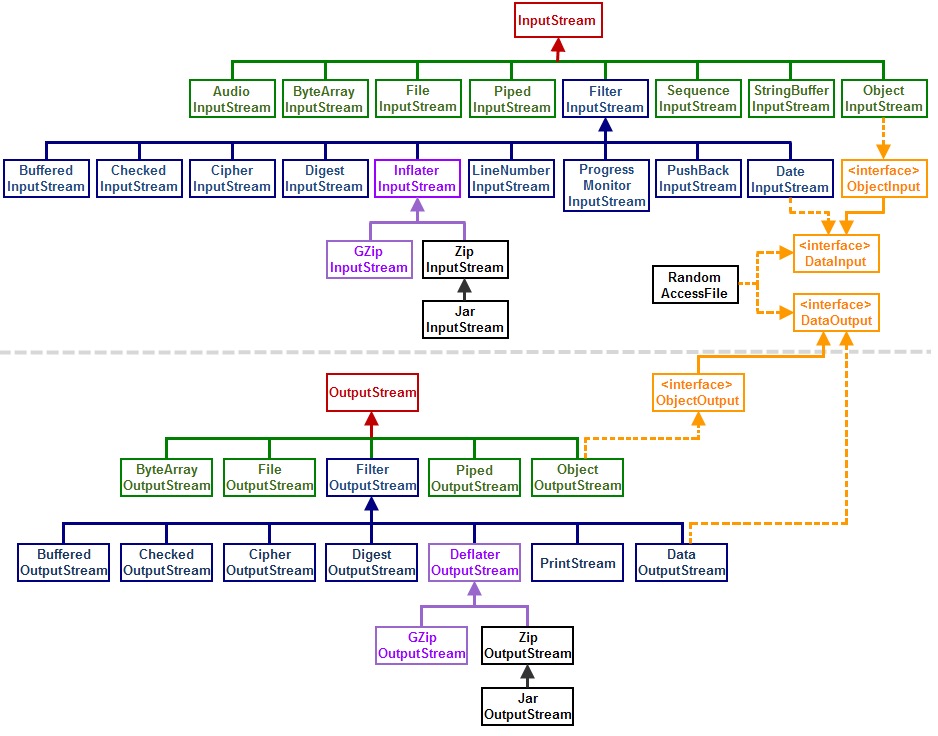 InputStream
Audio
InputStream
ByteArray
InputStream
File
InputStream
Piped
InputStream
Filter
InputStream
Sequence
InputStream
StringBuffer
InputStream
Object
InputStream
Buffered
InputStream
Checked
InputStream
Cipher
InputStream
Digest
InputStream
Inflater
InputStream
LineNumber
InputStream
Progress
Monitor
InputStream
PushBack
InputStream
Date
InputStream
<interface>
ObjectInput
GZip
InputStream
Zip
InputStream
<interface>
DataInput
Random
AccessFile
Jar
InputStream
<interface>
DataOutput
OutputStream
<interface>
ObjectOutput
ByteArray
OutputStream
File
OutputStream
Filter
OutputStream
Piped
OutputStream
Object
OutputStream
Buffered
OutputStream
Checked
OutputStream
Cipher
OutputStream
Digest
OutputStream
Deflater
OutputStream
PrintStream
Data
OutputStream
GZip
OutputStream
Zip
OutputStream
Jar
OutputStream